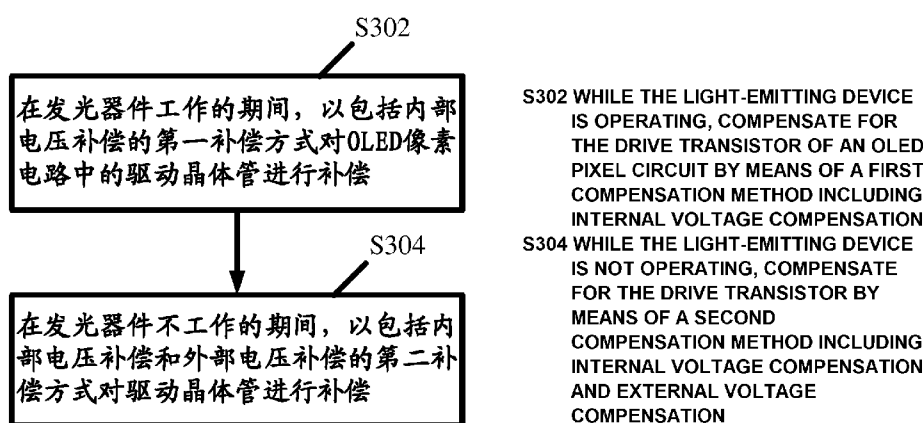 S302
在发光器件工作的期间，以包括内部
电压补偿的第一补偿方式对OLED像素
电路中的驱动晶体管进行补偿
S304
在发光器件不工作的期间，以包括内
部电压补偿和外部电压补偿的第二补
偿方式对驱动晶体管进行补偿
S302 WHILE THE LIGHT-EMITTING DEVICE
IS OPERATING, COMPENSATE FOR
THE DRIVE TRANSISTOR OF AN OLED
PIXEL CIRCUIT BY MEANS OF A FIRST
COMPENSATION METHOD INCLUDING
INTERNAL VOLTAGE COMPENSATION
S304 WHILE THE LIGHT-EMITTING DEVICE
IS NOT OPERATING, COMPENSATE
FOR THE DRIVE TRANSISTOR BY
MEANS OF A SECOND
COMPENSATION METHOD INCLUDING
INTERNAL VOLTAGE COMPENSATION
AND EXTERNAL VOLTAGE
COMPENSATION